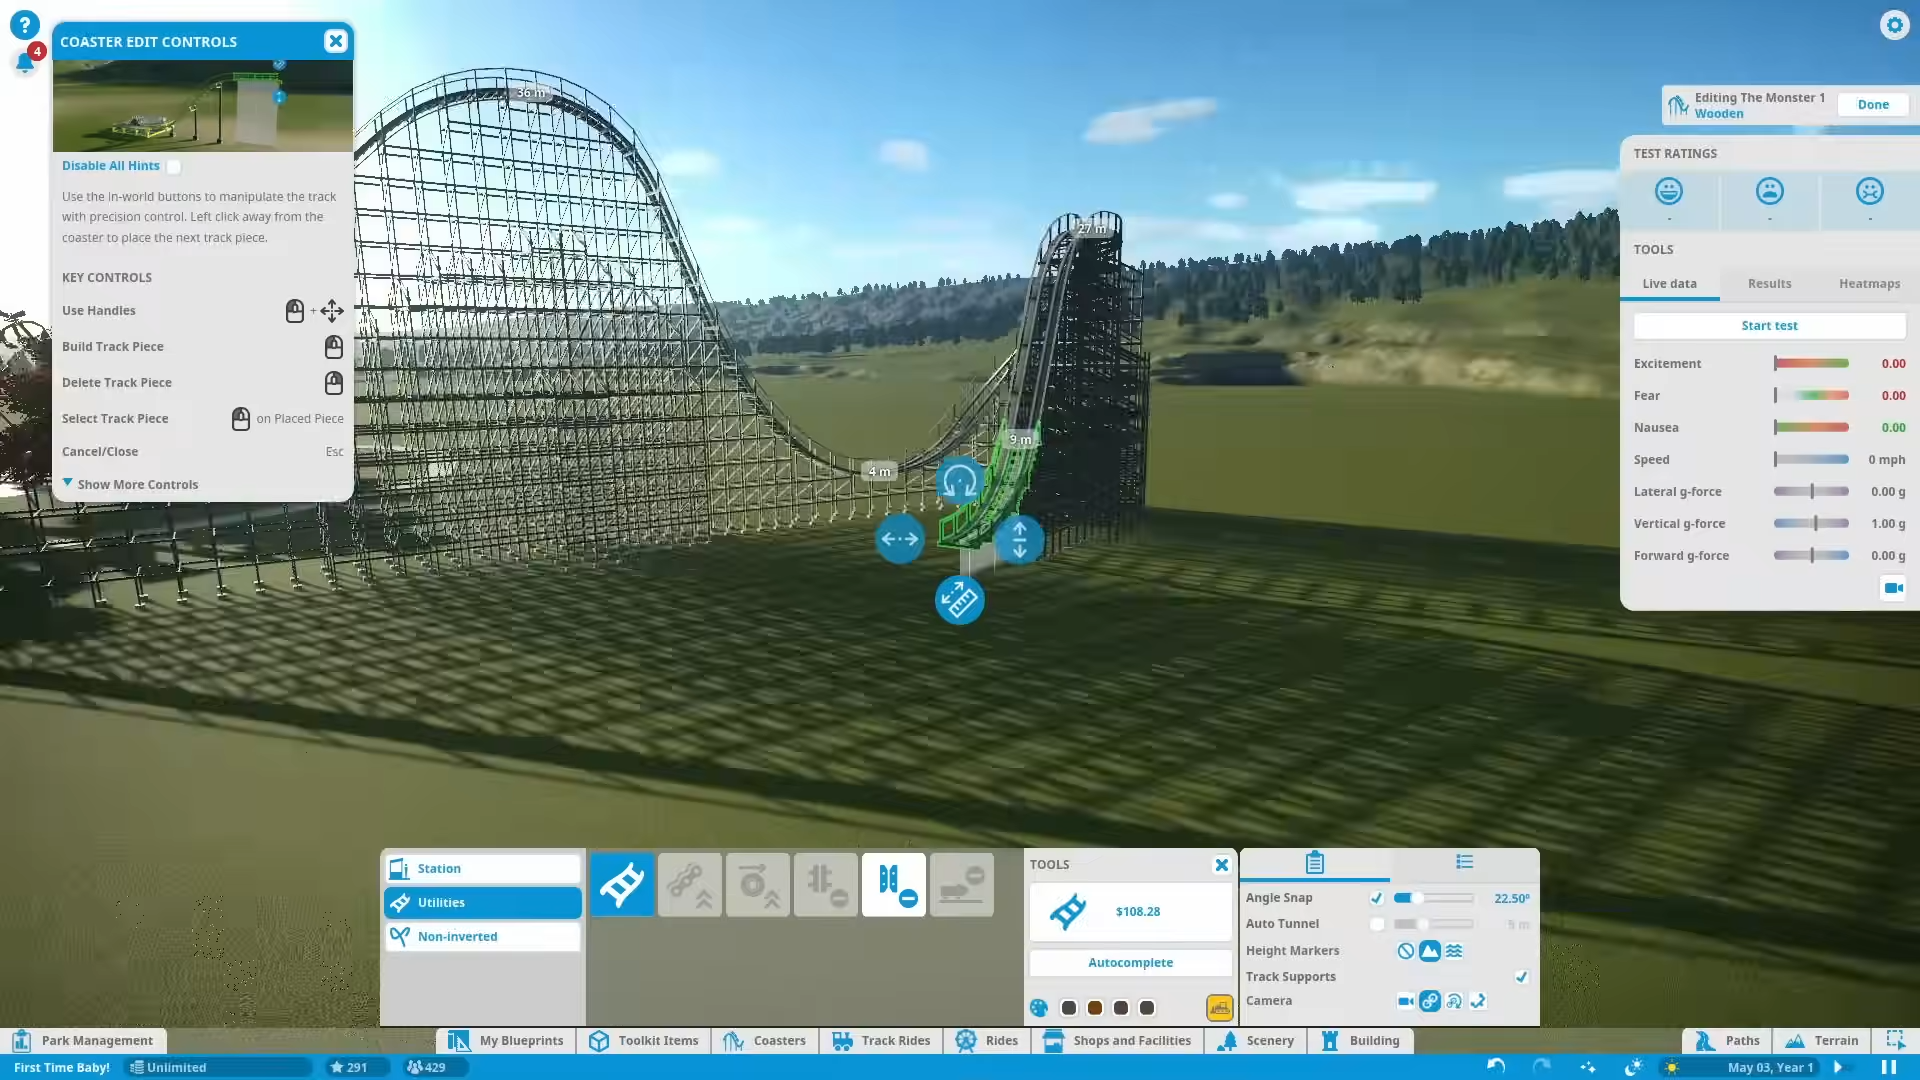 ?
4
COASTER EDIT CONTROLS
Disable All Hints
Use the in-world buttons to manipulate the track
with precision control. Left click away from the
coaster to place the next track piece.
KEY CONTROLS
Use Handles +
Build Track Piece
Delete Track Piece
Select Track Piece on Placed Piece
Cancel/Close Esc
Show More Controls
36 m
27 m
9 m
4 m
Editing The Monster 1
Wooden
Done
TEST RATINGS
- - -
TOOLS
Live data Results Heatmaps
Start test
Excitement 0.00
Fear 0.00
Nausea 0.00
Speed 0 mph
Lateral g-force 0.00 g
Vertical g-force 1.00 g
Forward g-force 0.00 g
Station
Utilities
Non-inverted
TOOLS
$108.28
Autocomplete
Angle Snap 22.50°
Auto Tunnel 5 m
Height Markers
Track Supports
Camera
Park Management My Blueprints Toolkit Items Coasters Track Rides Rides Shops and Facilities Scenery Building Paths Terrain
First Time Baby! Unlimited 291 429 May 03, Year 1